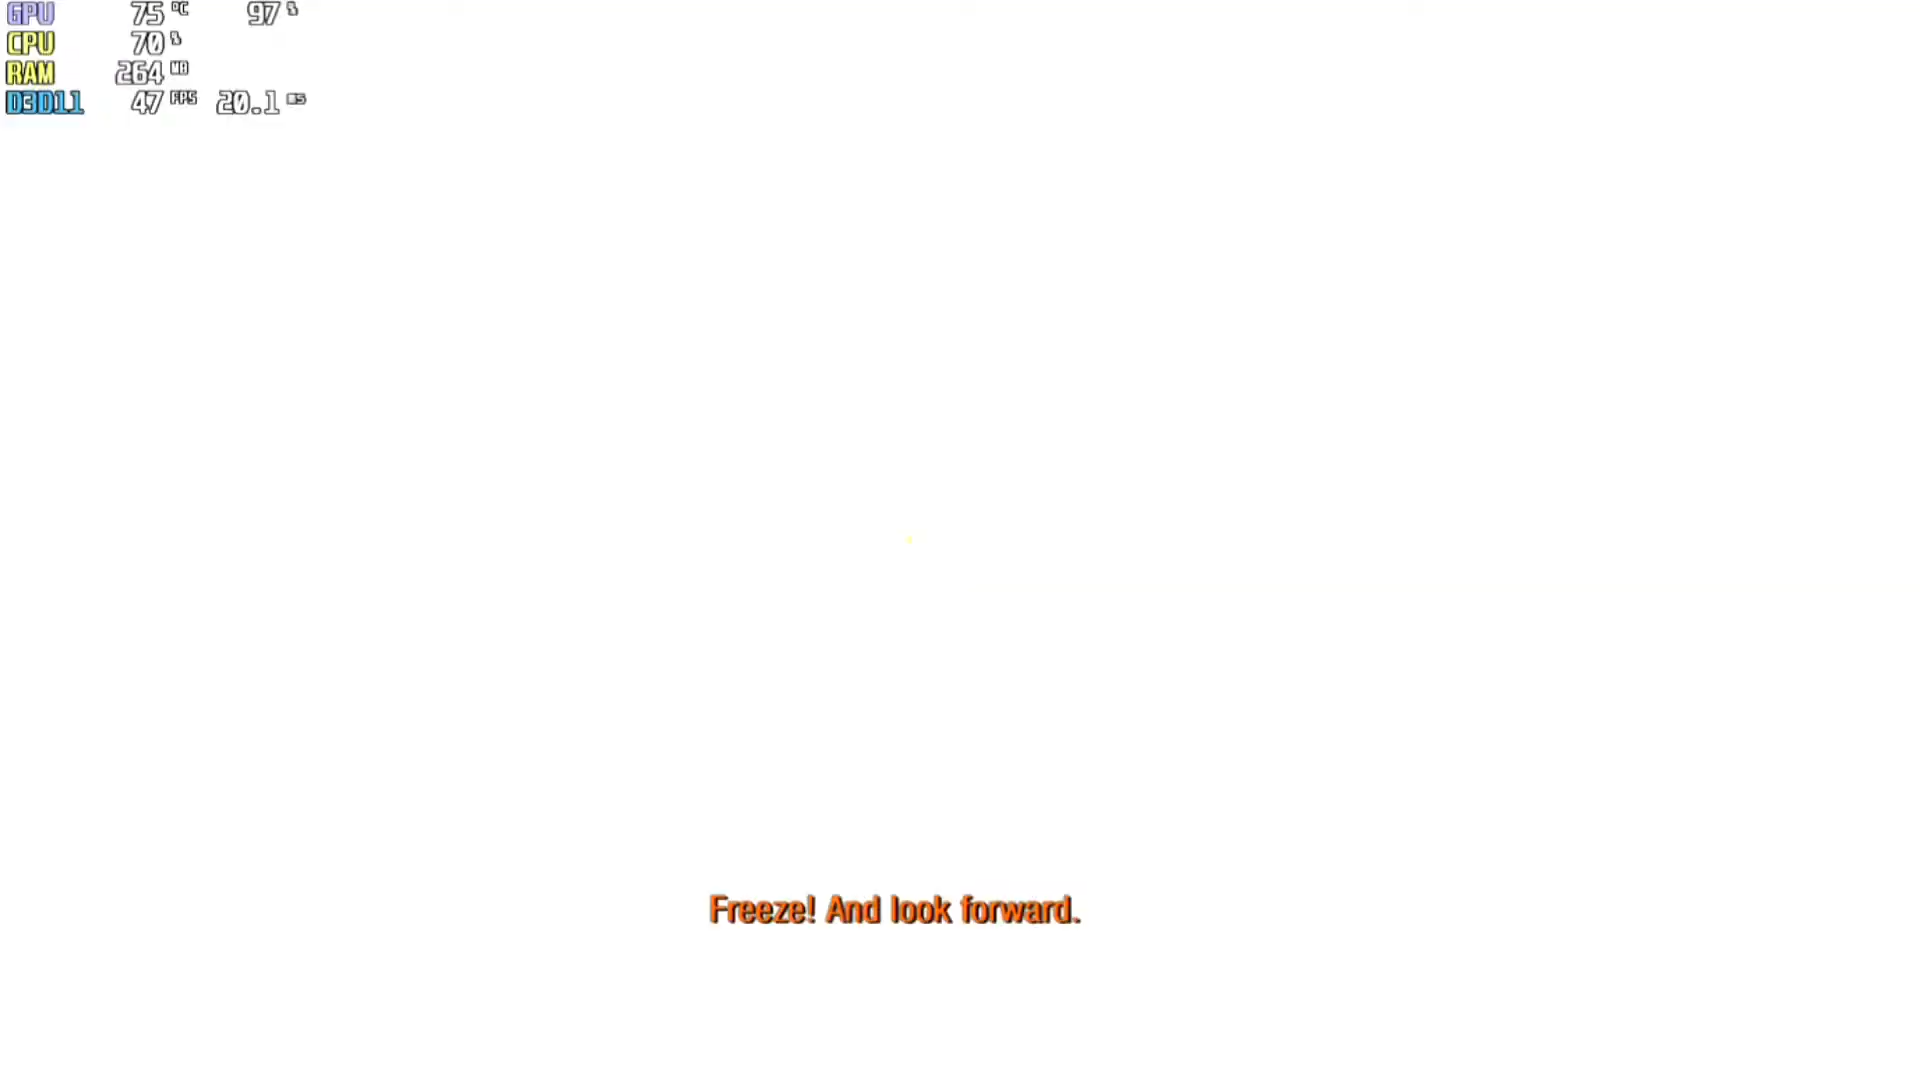 GPU 75 °C 97 %
CPU 70 %
RAM 264 MB
D3D11 47 FPS 20.1 ms
Freeze! And look forward.